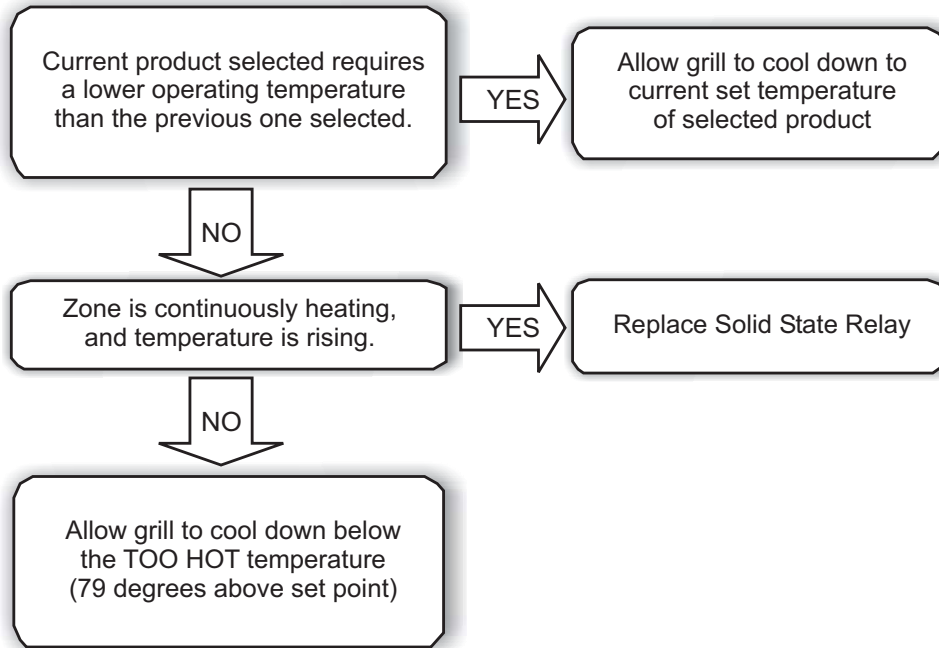 Current product selected requires
a lower operating temperature
than the previous one selected.
YES
Allow grill to cool down to
current set temperature
of selected product
NO
Zone is continuously heating,
and temperature is rising.
YES
Replace Solid State Relay
NO
Allow grill to cool down below
the TOO HOT temperature
(79 degrees above set point)